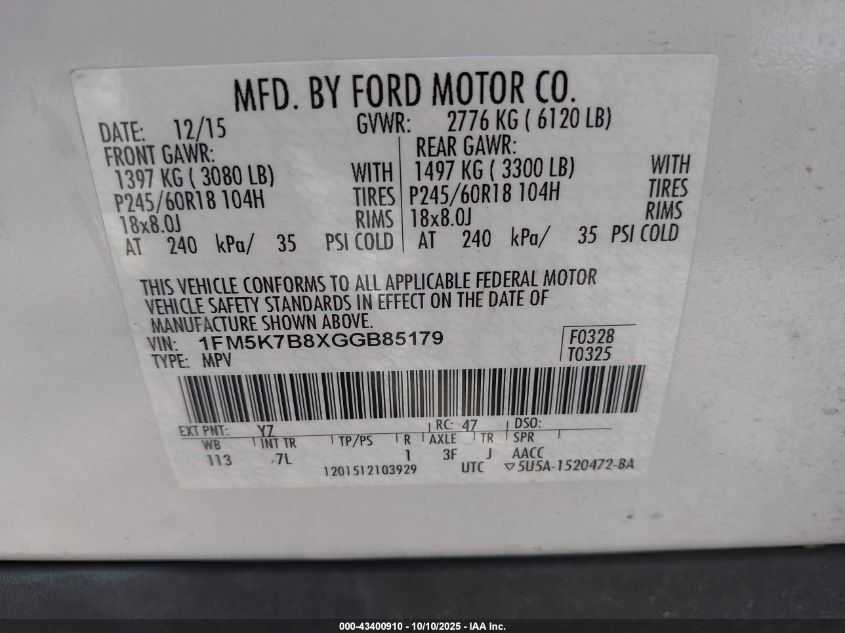 MFD. BY FORD MOTOR CO.
DATE: 12/15 GVWR: 2776 KG ( 6120 LB)
FRONT GAWR: REAR GAWR:
1397 KG ( 3080 LB) WITH 1497 KG ( 3300 LB) WITH
P245/60R18 104H TIRES P245/60R18 104H TIRES
18x8.0J RIMS 18x8.0J RIMS
AT 240 kPa/ 35 PSI COLD AT 240 kPa/ 35 PSI COLD
THIS VEHICLE CONFORMS TO ALL APPLICABLE FEDERAL MOTOR
VEHICLE SAFETY STANDARDS IN EFFECT ON THE DATE OF
MANUFACTURE SHOWN ABOVE.
VIN: 1FM5K7B8XGGB85179 F0328
TYPE: MPV T0325
EXT PNT: YZ RC: 47 DSO:
WB INT TR TP/PS R AXLE TR SPR
113 -7L 1 3F J AACC
1201512103929 UTC ▽5U5A-1520472-BA
000-43400910 - 10/10/2025 - IAA Inc.